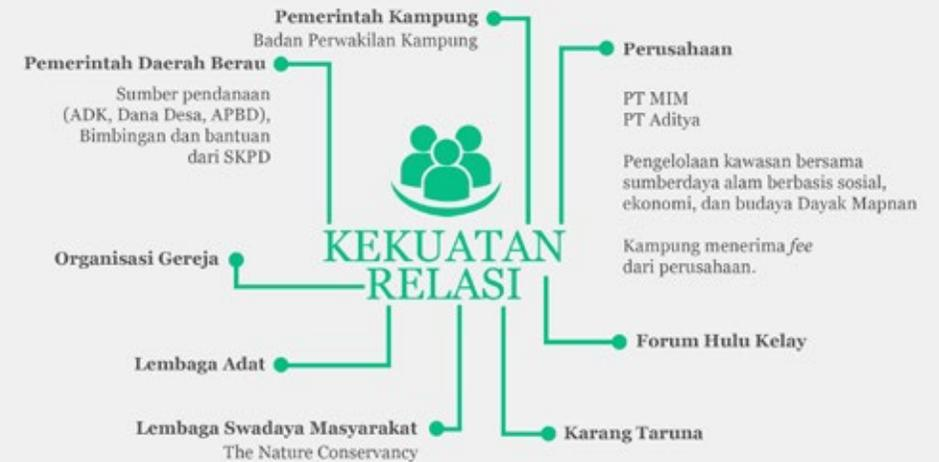 Pemerintah Kampung
Badan Perwakilan Kampung
Pemerintah Daerah Berau
Sumber pendanaan
(ADK, Dana Desa, APBD),
Bimbingan dan bantuan
dari SKPD
Perusahaan
PT MIM
PT Aditya
Pengelolaan kawasan bersama
sumberdaya alam berbasis sosial,
ekonomi, dan budaya Dayak Mapnan
Kampung menerima fee
dari perusahaan.
KEKUATAN
RELASI
Organisasi Gereja
Forum Hulu Kelay
Lembaga Adat
Lembaga Swadaya Masyarakat
The Nature Conservancy
Karang Taruna